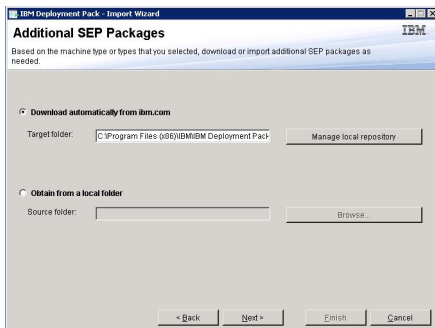 IBM Deployment Pack - Import Wizard
Additional SEP Packages
IBM
Based on the machine type or types that you selected, download or import additional SEP packages as
needed.
Download automatically from ibm.com
Target folder: C:\Program Files (x86)\IBM\IBM Deployment Pack Manage local repository
Obtain from a local folder
Source folder: Browse...
< Back Next > Finish Cancel